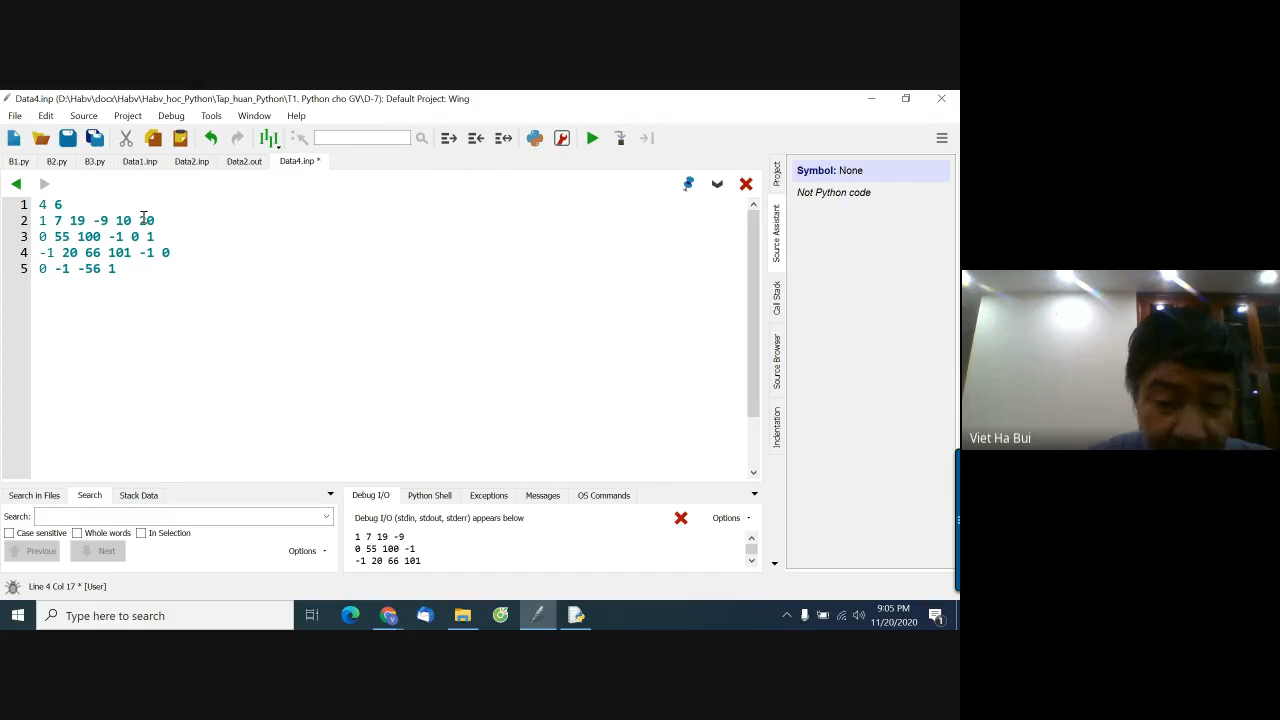 Data4.inp (D:\Habv\docx\Habv\Habv_hoc_Python\Tap_huan_Python\T1. Python cho GV\D-7): Default Project: Wing
File Edit Source Project Debug Tools Window Help
B1.py B2.py B3.py Data1.inp Data2.inp Data2.out Data4.inp *
1 4 6
2 1 7 19 -9 10 20
3 0 55 100 -1 0 1
4 -1 20 66 101 -1 0
5 0 -1 -56 1
Project
Source Assistant
Call Stack
Source Browser
Indentation
Symbol: None
Not Python code
Viet Ha Bui
Search in Files Search Stack Data
Search:
Case sensitive Whole words In Selection
Previous Next Options
Debug I/O Python Shell Exceptions Messages OS Commands
Debug I/O (stdin, stdout, stderr) appears below Options
1 7 19 -9
0 55 100 -1
-1 20 66 101
Line 4 Col 17 * [User]
Type here to search
9:05 PM
11/20/2020